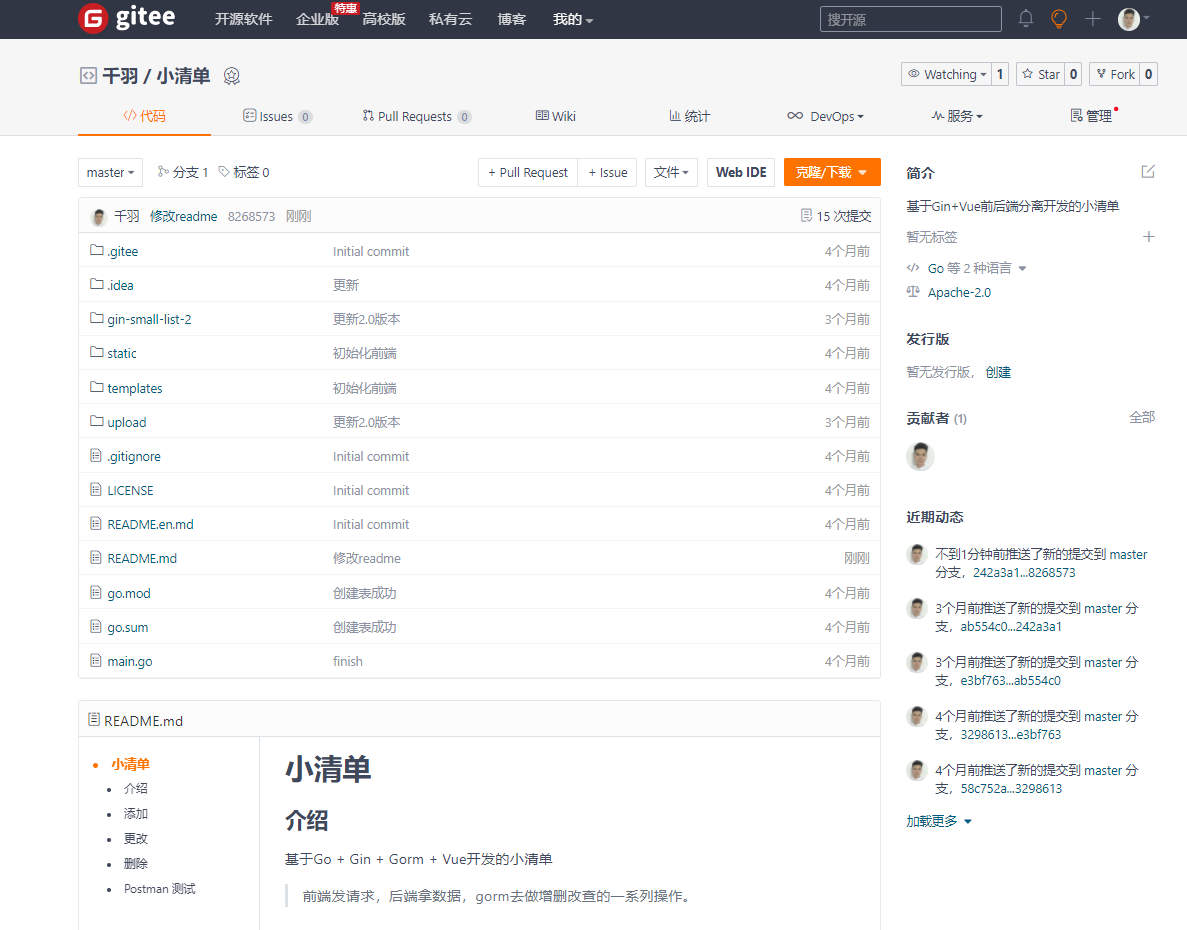 gitee 开源软件 企业版 特惠 高校版 私有云 博客 我的 搜开源
千羽 / 小清单 Watching 1 Star 0 Fork 0
代码 Issues 0 Pull Requests 0 Wiki 统计 DevOps 服务 管理
master 分支 1 标签 0 + Pull Request + Issue 文件 Web IDE 克隆/下载
千羽 修改readme 8268573 刚刚 15 次提交
.gitee Initial commit 4个月前
.idea 更新 4个月前
gin-small-list-2 更新2.0版本 3个月前
static 初始化前端 4个月前
templates 初始化前端 4个月前
upload 更新2.0版本 3个月前
.gitignore Initial commit 4个月前
LICENSE Initial commit 4个月前
README.en.md Initial commit 4个月前
README.md 修改readme 刚刚
go.mod 创建表成功 4个月前
go.sum 创建表成功 4个月前
main.go finish 4个月前
README.md
小清单
介绍
添加
更改
删除
Postman 测试
小清单
介绍
基于Go + Gin + Gorm + Vue开发的小清单
前端发请求，后端拿数据，gorm去做增删改查的一系列操作。
简介
基于Gin+Vue前后端分离开发的小清单
暂无标签
Go 等 2 种语言
Apache-2.0
发行版
暂无发行版， 创建
贡献者 (1) 全部
近期动态
不到1分钟前推送了新的提交到 master
分支，242a3a1...8268573
3个月前推送了新的提交到 master 分
支，ab554c0...242a3a1
3个月前推送了新的提交到 master 分
支，e3bf763...ab554c0
4个月前推送了新的提交到 master 分
支，3298613...e3bf763
4个月前推送了新的提交到 master 分
支，58c752a...3298613
加载更多